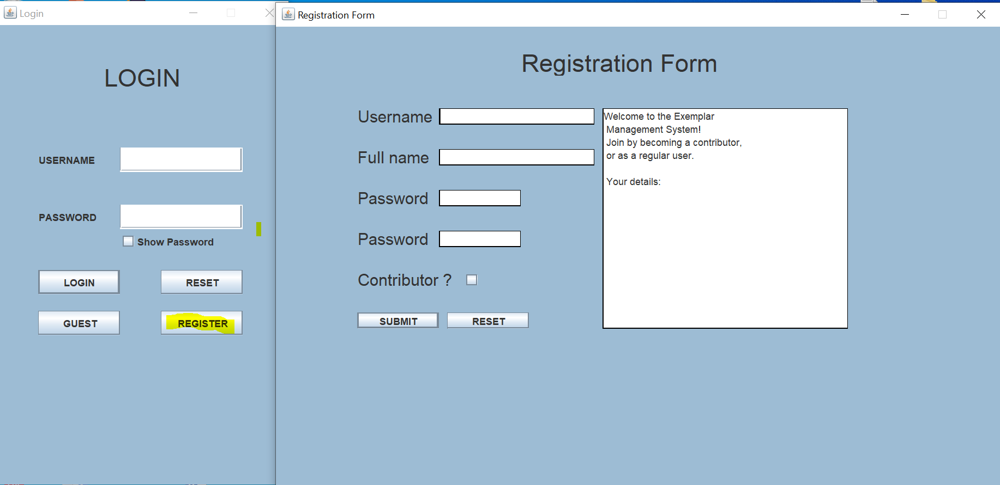 Login
LOGIN
USERNAME
PASSWORD
Show Password
LOGIN
RESET
GUEST
REGISTER
Registration Form
Registration Form
Username
Full name
Password
Password
Contributor ?
SUBMIT
RESET
Welcome to the Exemplar
Management System!
Join by becoming a contributor,
or as a regular user.
Your details: